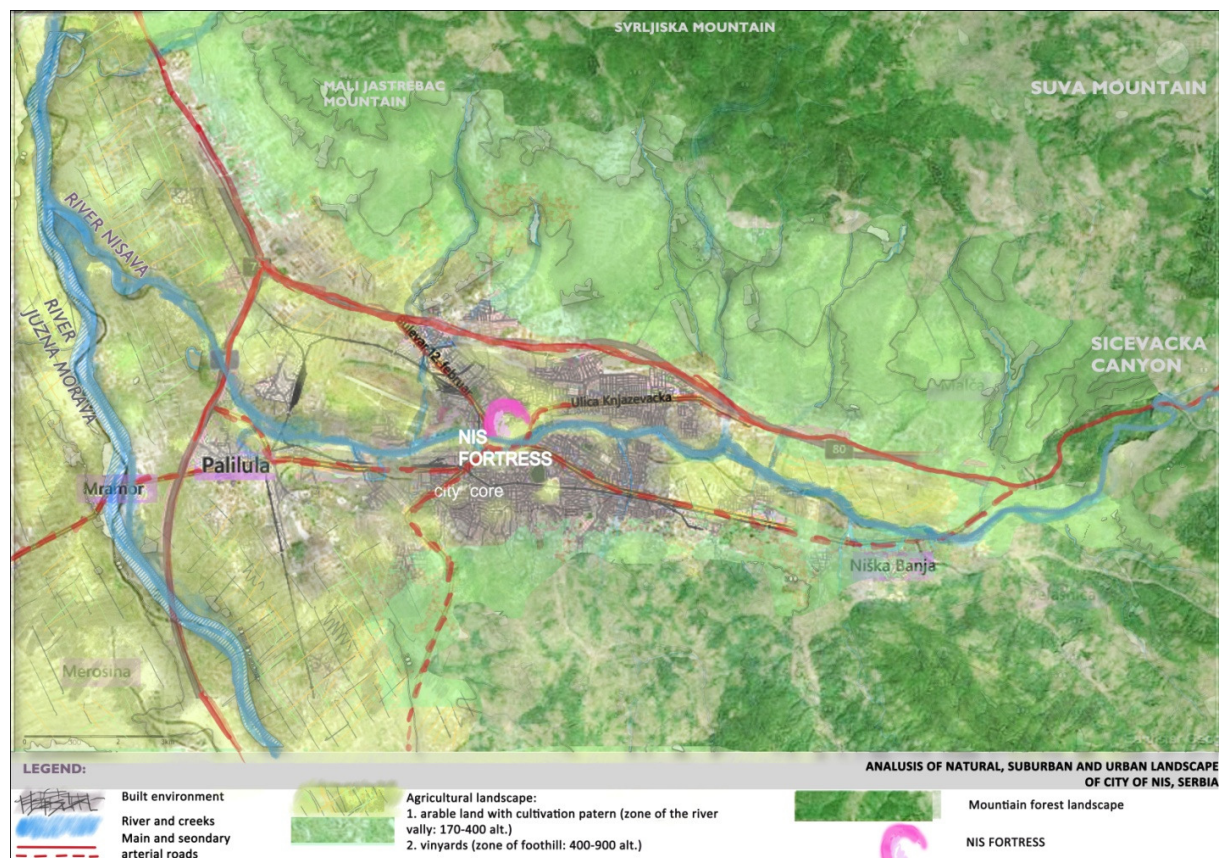 SVRLJISKA MOUNTAIN
MALI JASTREBAC
MOUNTAIN
SUVA MOUNTAIN
RIVER NISAVA
RIVER
JUZNA MORAVA
SICEVACKA
CANYON
Bulevar 12. februar
Ulica Knjazevacka
NIS
FORTRESS
Palilula
Mramor
city core
80
Niška Banja
Merosina
LEGEND:
ANALUSIS OF NATURAL, SUBURBAN AND URBAN LANDSCAPE
OF CITY OF NIS, SERBIA
Built environment
River and creeks
Main and seondary
arterial roads
Agricultural landscape:
1. arable land with cultivation patern (zone of the river
vally: 170-400 alt.)
2. vinyards (zone of foothill: 400-900 alt.)
Mountiain forest landscape
NIS FORTRESS